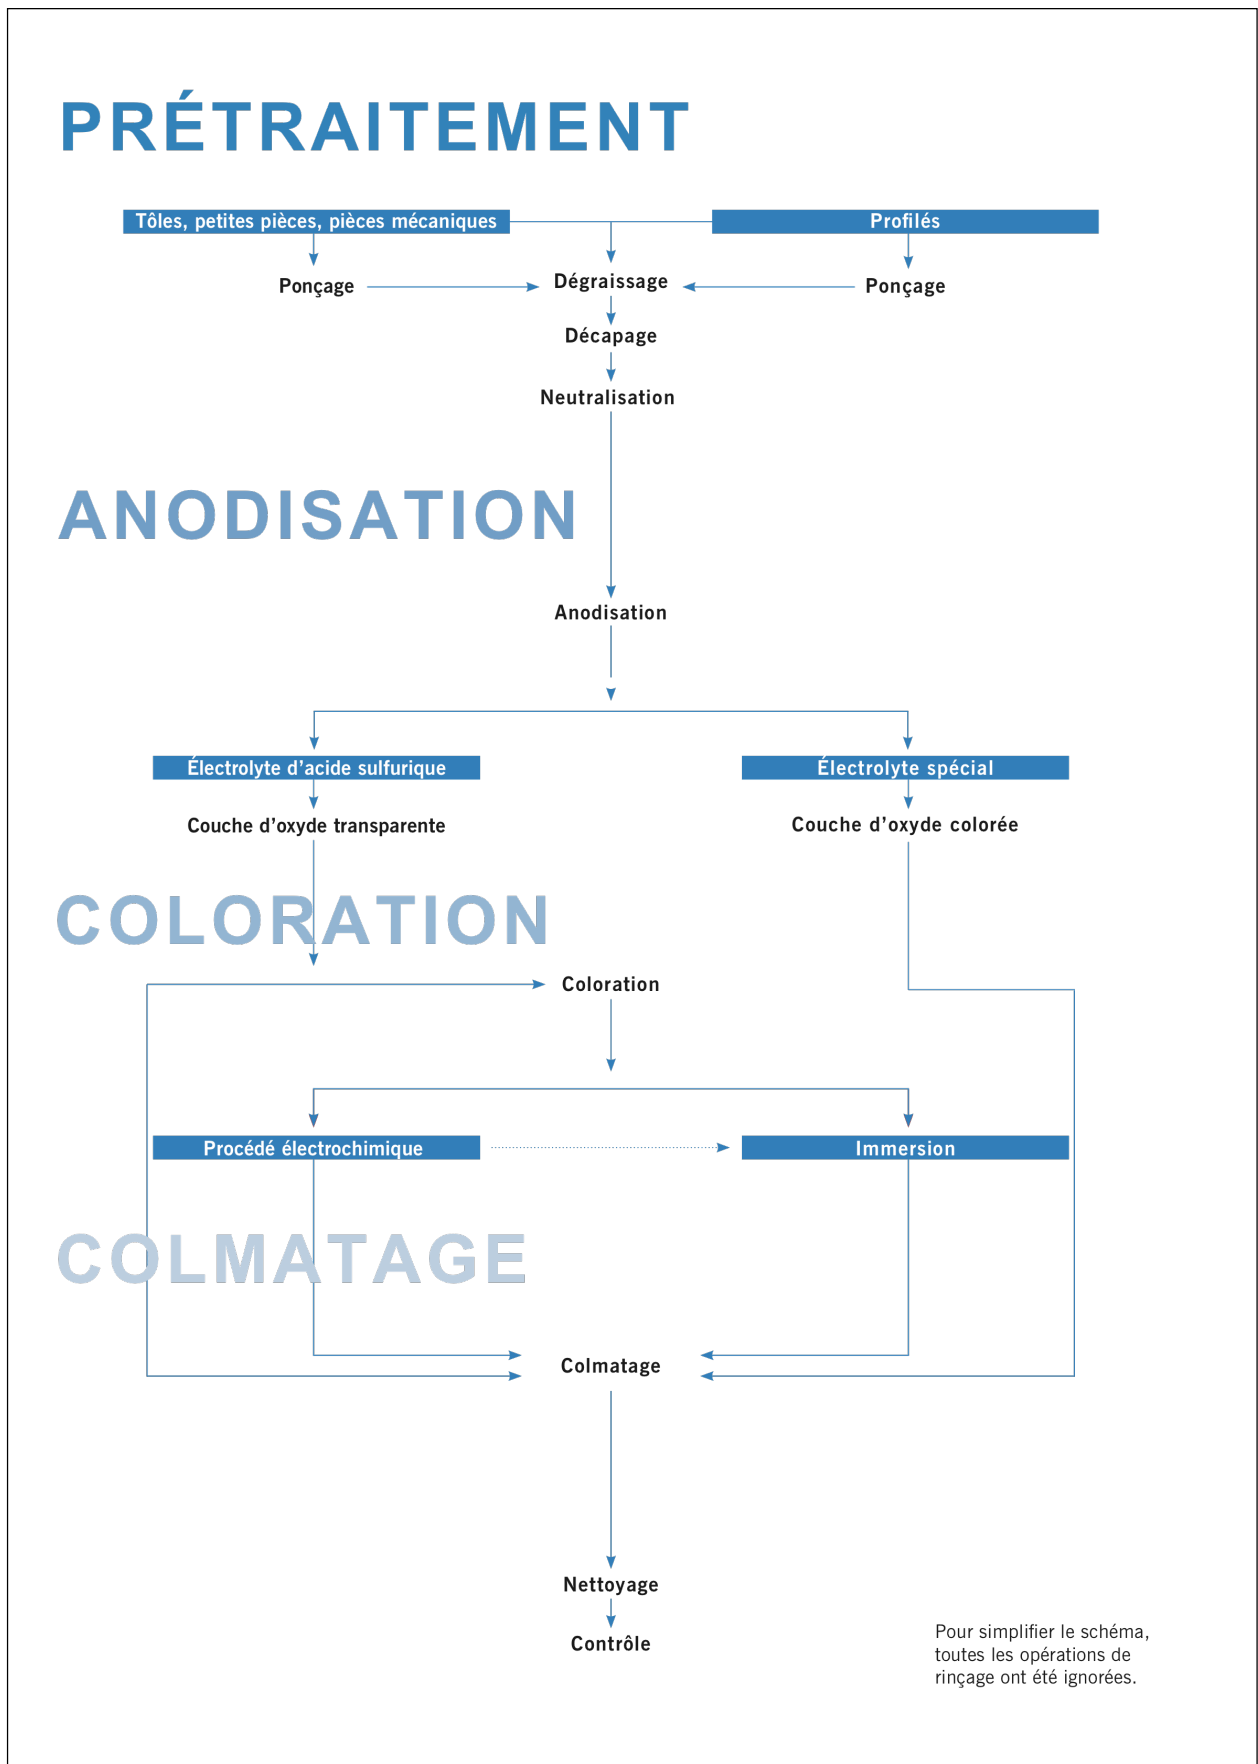 PRÉTRAITEMENT
Tôles, petites pièces, pièces mécaniques
Profilés
Ponçage
Dégraissage
Ponçage
Décapage
Neutralisation
ANODISATION
Anodisation
Électrolyte d’acide sulfurique
Électrolyte spécial
Couche d’oxyde transparente
Couche d’oxyde colorée
COLORATION
Coloration
Procédé électrochimique
Immersion
COLMATAGE
Colmatage
Nettoyage
Contrôle
Pour simplifier le schéma,
toutes les opérations de
rinçage ont été ignorées.